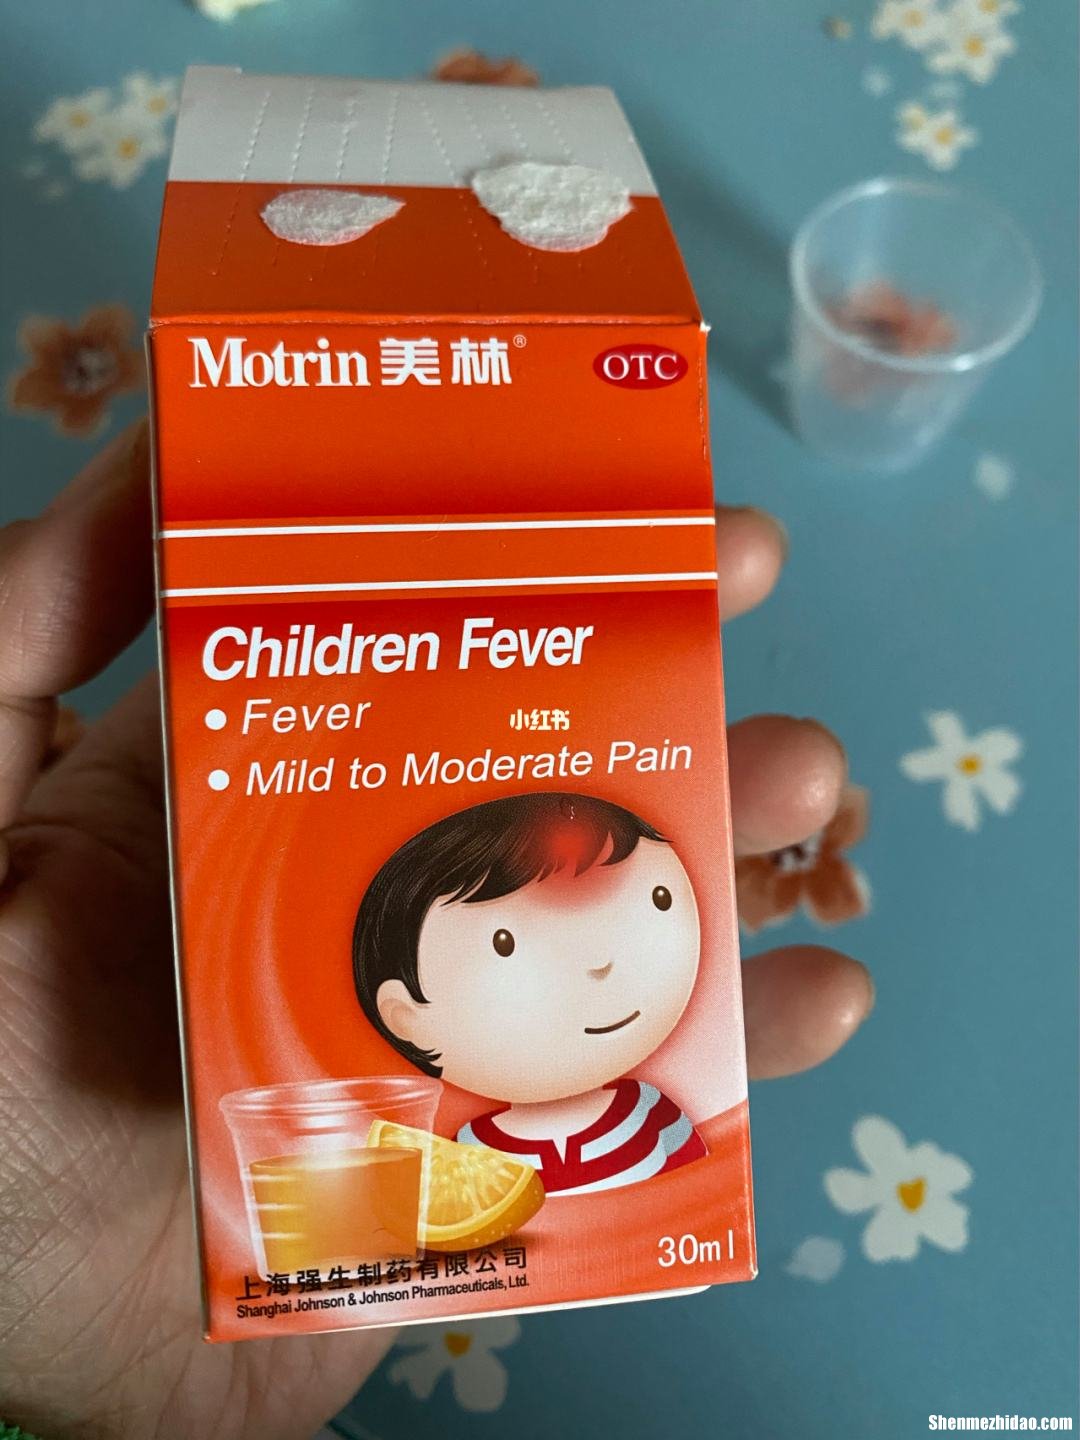 Motrin 美林®
OTC
Children Fever
• Fever
小红书
• Mild to Moderate Pain
30ml
上海强生制药有限公司
Shanghai Johnson & Johnson Pharmaceuticals, Ltd.
Shenmezhidao.com